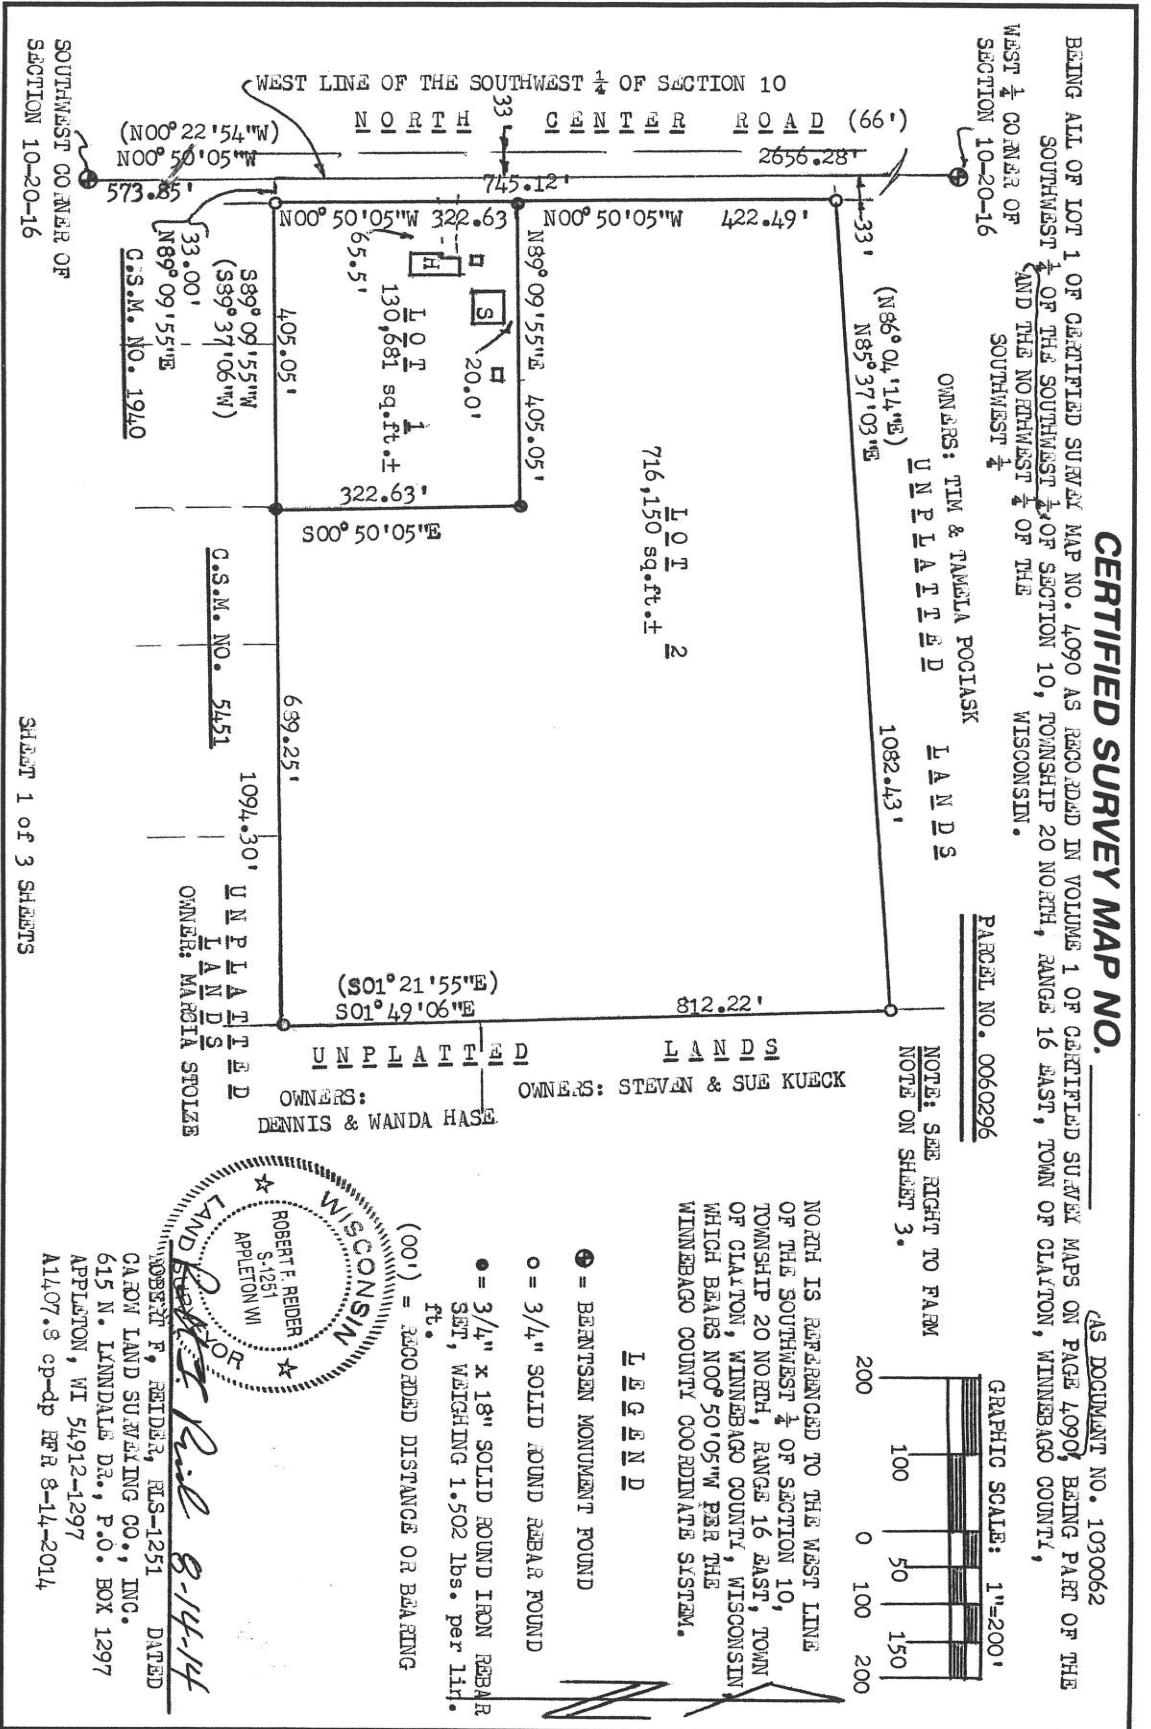 CERTIFIED SURVEY MAP NO.
AS DOCUMENT NO. 1030062
BEING ALL OF LOT 1 OF CERTIFIED SURVEY MAP NO. 4090 AS RECORDED IN VOLUME 1 OF CERTIFIED SURVEY MAPS ON PAGE 4090, BEING PART OF THE
SOUTHWEST ¼ OF THE SOUTHWEST ¼, OF SECTION 10, TOWNSHIP 20 NORTH, RANGE 16 EAST, TOWN OF CLAYTON, WINNEBAGO COUNTY,
AND THE NORTHWEST ¼ OF THE
SOUTHWEST ¼
WISCONSIN.
WEST ¼ CORNER OF
SECTION 10-20-16
PARCEL NO. 0060296
NOTE: SEE RIGHT TO FARM
NOTE ON SHEET 3.
GRAPHIC SCALE: 1"=200'
200 100 0 50 100 150 200
OWNERS: TIM & TAMELA POCIASK
UNPLATTED LANDS
(N86°04'14"E)
N85°37'03"E
1082.43'
WEST LINE OF THE SOUTHWEST ¼ OF SECTION 10
NORTH CENTER ROAD (66')
33
2656.28'
33'
745.12'
(N00°22'54"W)
N00°50'05"W
573.85'
N00°50'05"W 322.63
N00°50'05"W 422.49'
LOT 2
716,150 sq.ft.±
N89°09'55"E 405.05'
20.0'
S
H
65.5'
LOT 1
130,681 sq.ft.±
322.63'
S00°50'05"E
405.05'
689.25'
1094.30'
S89°09'55"W
(S89°37'06"W)
33.00'
N89°09'55"E
C.S.M. NO. 1940
C.S.M. NO. 5451
SOUTHWEST CORNER OF
SECTION 10-20-16
(S01°21'55"E)
S01°49'06"E
812.22'
UNPLATTED LANDS
OWNERS: STEVEN & SUE KUECK
OWNERS:
DENNIS & WANDA HASE
UNPLATTED
LANDS
OWNER: MARCIA STOLZE
NORTH IS REFERENCED TO THE WEST LINE
OF THE SOUTHWEST ¼ OF SECTION 10,
TOWNSHIP 20 NORTH, RANGE 16 EAST, TOWN
OF CLAYTON, WINNEBAGO COUNTY, WISCONSIN
WHICH BEARS N00°50'05"W PER THE
WINNEBAGO COUNTY COORDINATE SYSTEM.
LEGEND
= BERNTSEN MONUMENT FOUND
= 3/4" SOLID ROUND REBAR FOUND
= 3/4" x 18" SOLID ROUND IRON REBAR
SET, WEIGHING 1.502 lbs. per lin.
ft.
(00') = RECORDED DISTANCE OR BEARING
WISCONSIN
ROBERT F. REIDER
S-1251
APPLETON WI
LAND SURVEYOR
8-14-14
ROBERT F, REIDER, RLS-1251 DATED
CAROW LAND SURVEYING CO., INC.
615 N. LYNNDALE DR., P.O. BOX 1297
APPLETON, WI 54912-1297
A1407.8 cp-dp RFR 8-14-2014
SHEET 1 of 3 SHEETS